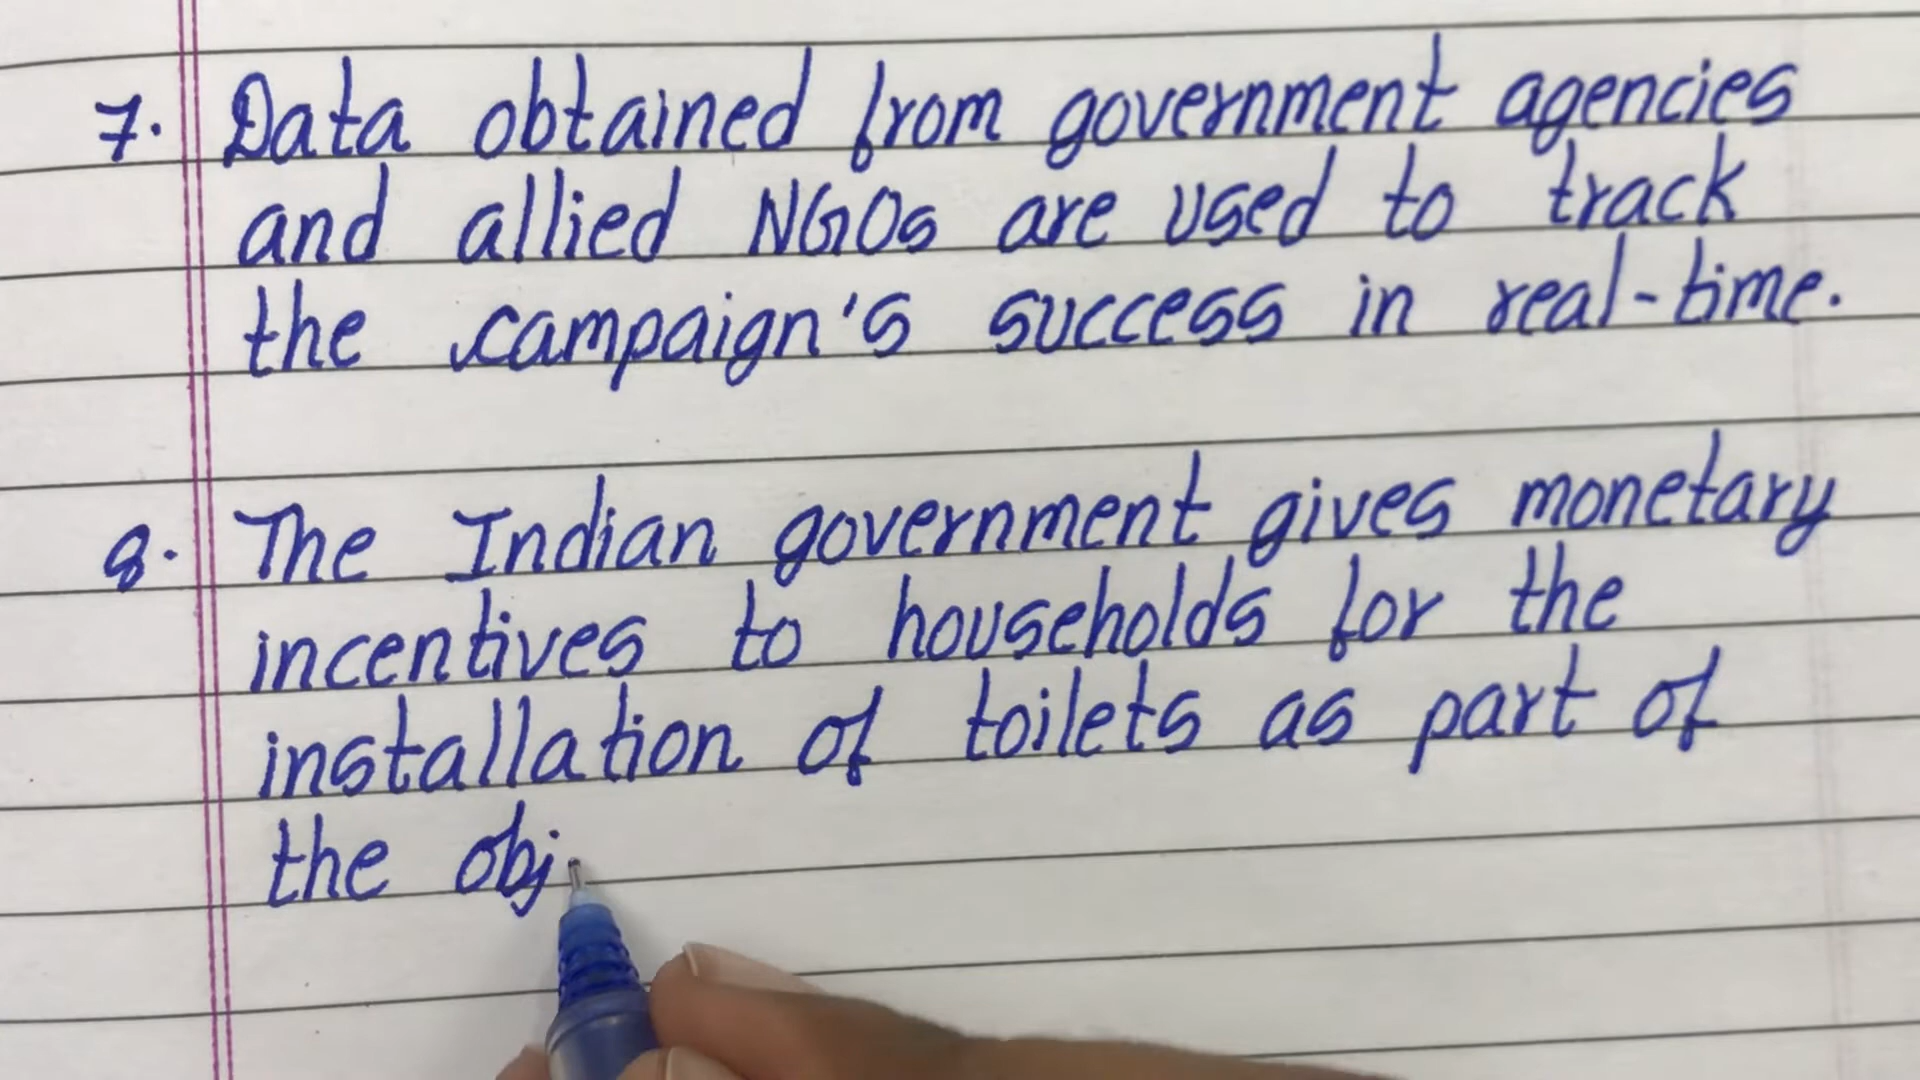 7. Data obtained from government agencies
and allied NGOs are used to track
the campaign's success in real-time.
8. The Indian government gives monetary
incentives to households for the
installation of toilets as part of
the obj